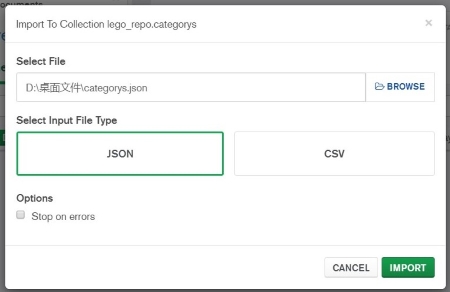 Import To Collection lego_repo.categorys
×
Select File
D:\桌面文件\categorys.json
BROWSE
Select Input File Type
JSON
CSV
Options
Stop on errors
CANCEL
IMPORT